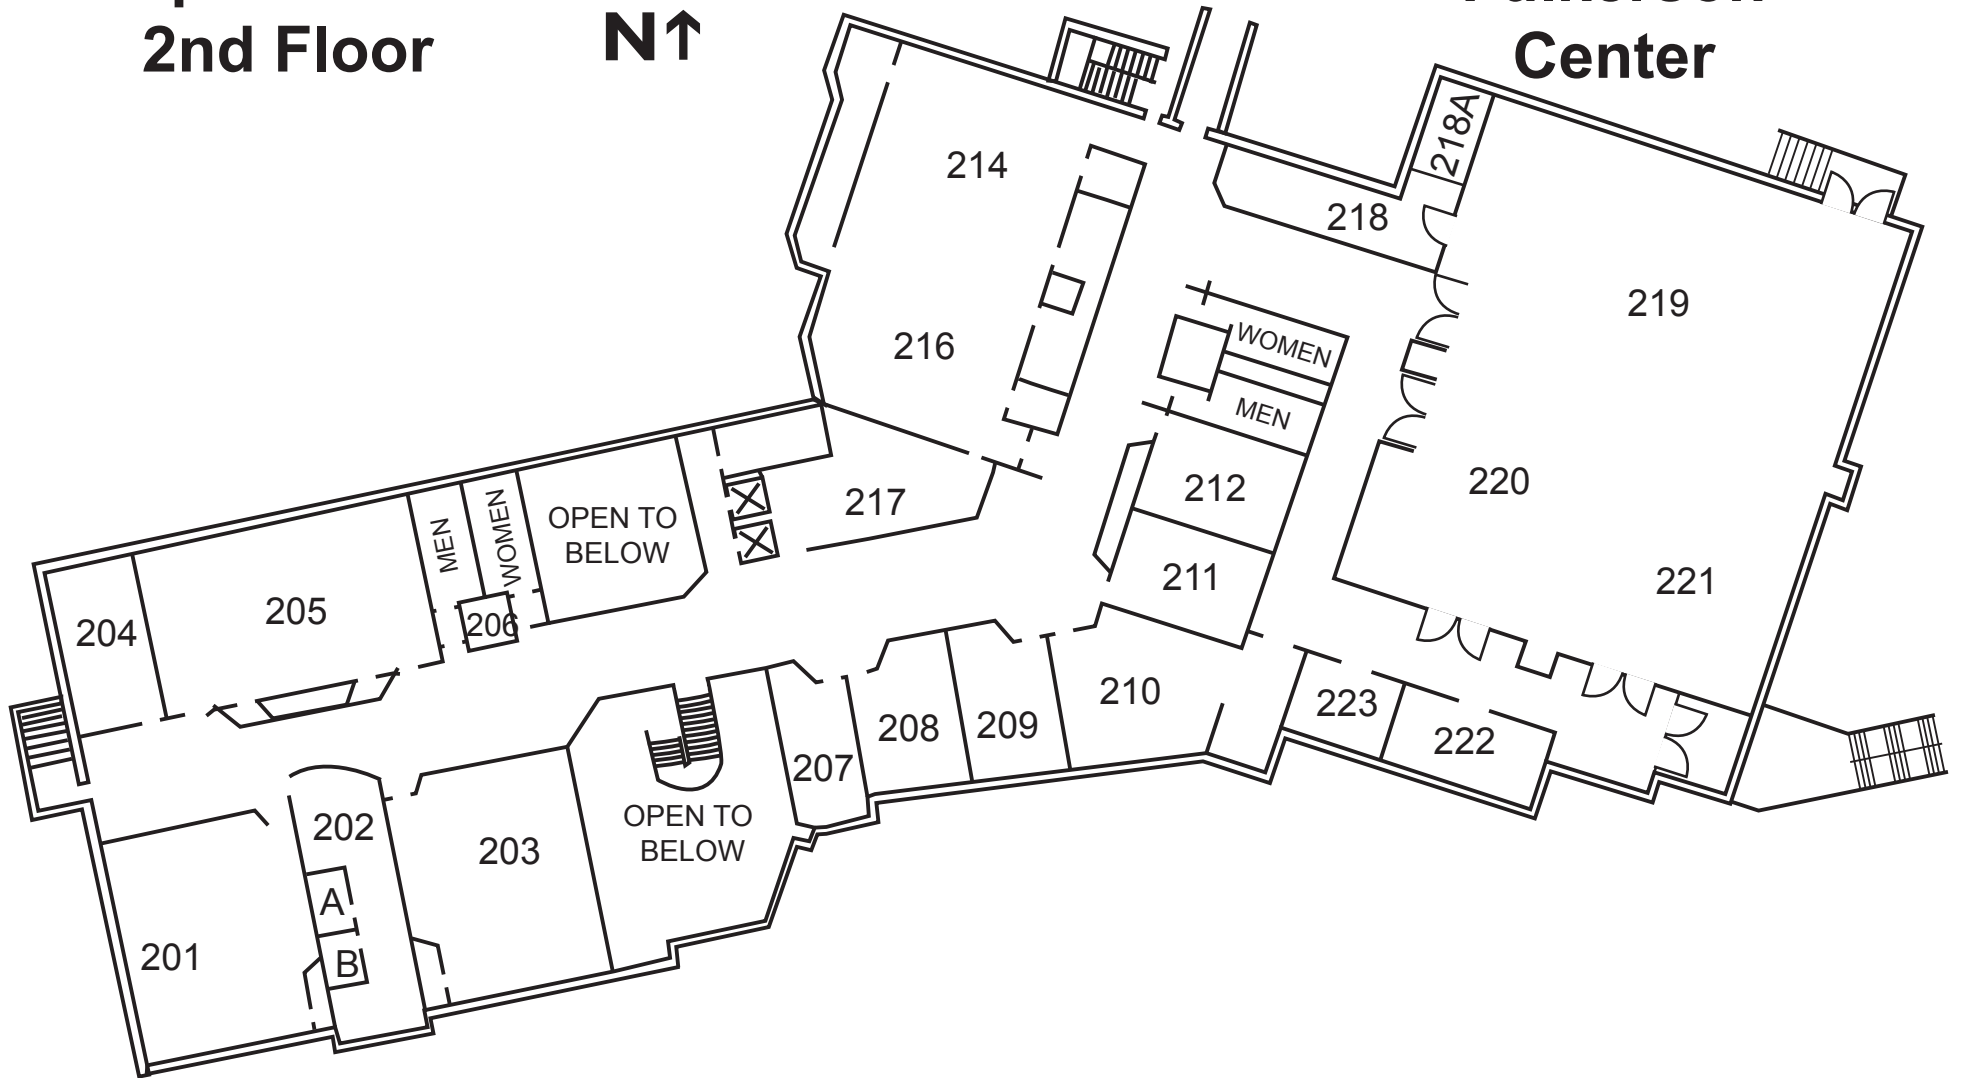 2nd Floor
N↑
Center
214
218A
218
219
216
WOMEN
MEN
220
212
217
OPEN TO
BELOW
MEN
WOMEN
211
221
204
205
206
210
223
222
209
208
207
202
203
OPEN TO
BELOW
A
B
201